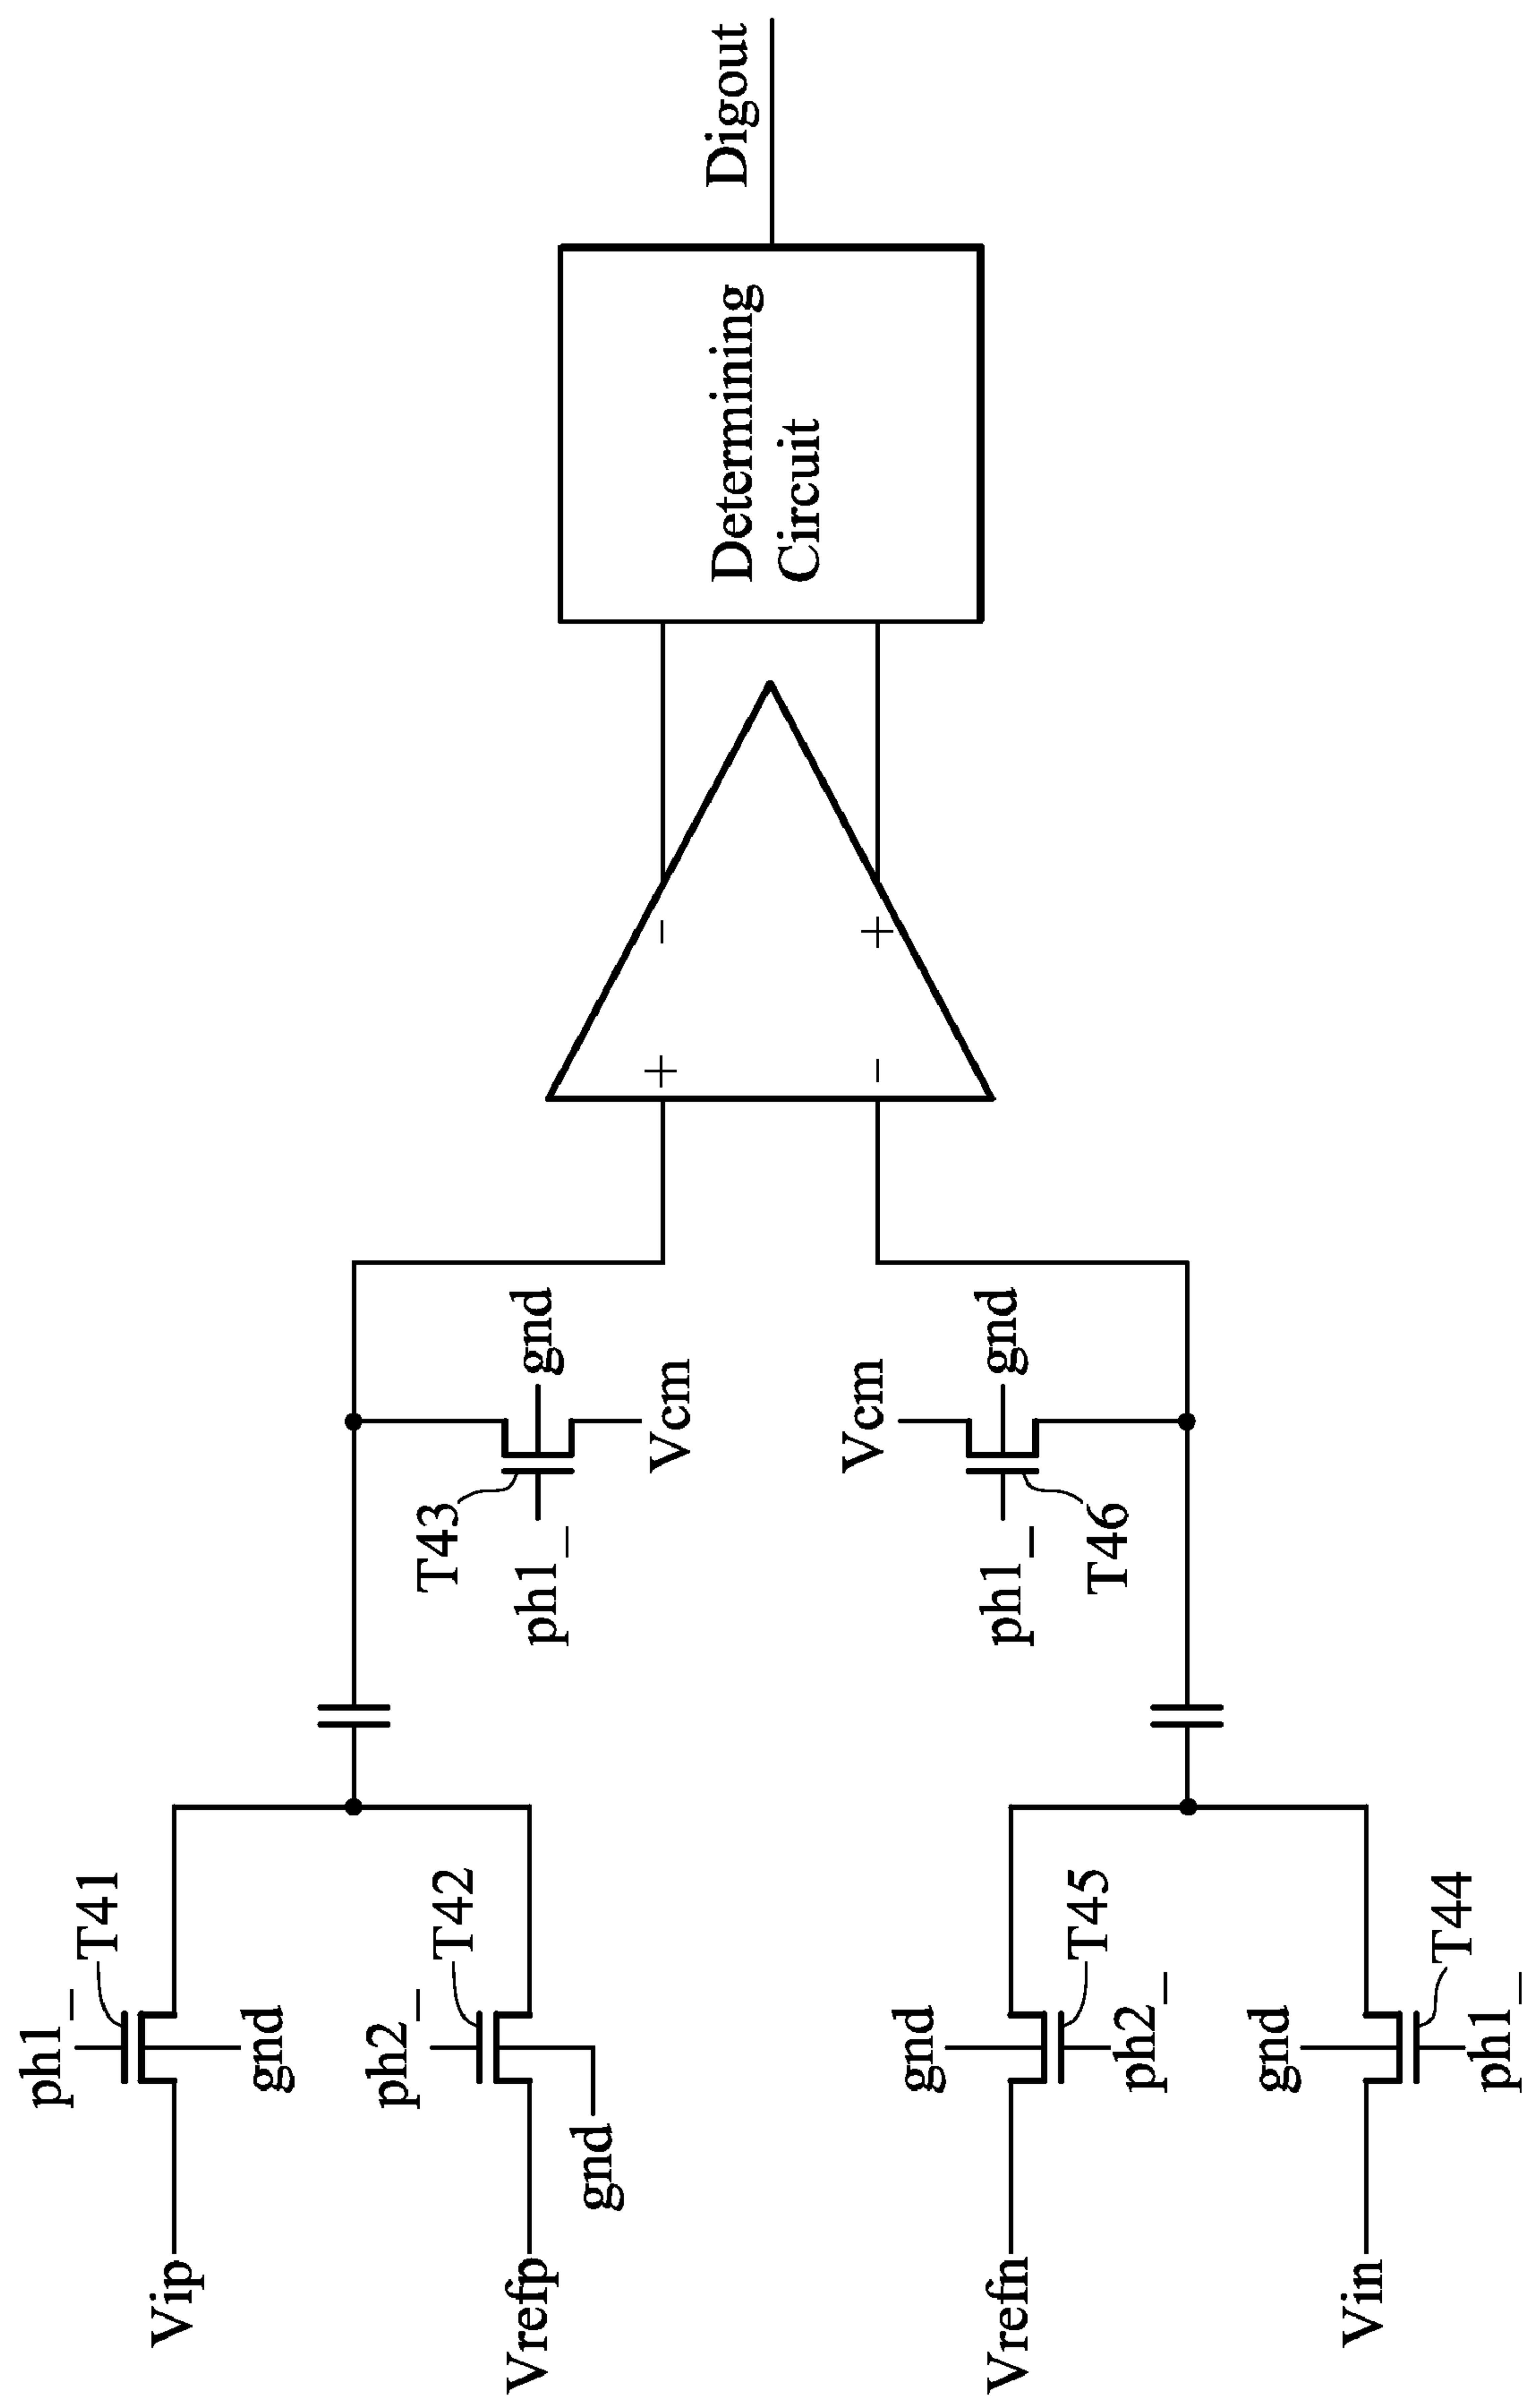 ph1_
T41
gnd
Vip
ph2_
T42
gnd
Vrefp
T43
ph1_
gnd
Vcm
+
-
-
+
Determining
Circuit
Digout
Vcm
ph1_
gnd
T46
gnd
T45
ph2_
Vrefn
gnd
T44
ph1_
Vin